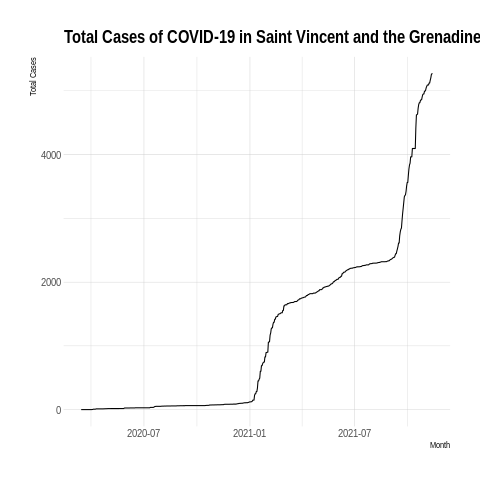 Total Cases of COVID-19 in Saint Vincent and the Grenadine
Total Cases
4000
2000
0
2020-07
2021-01
2021-07
Month